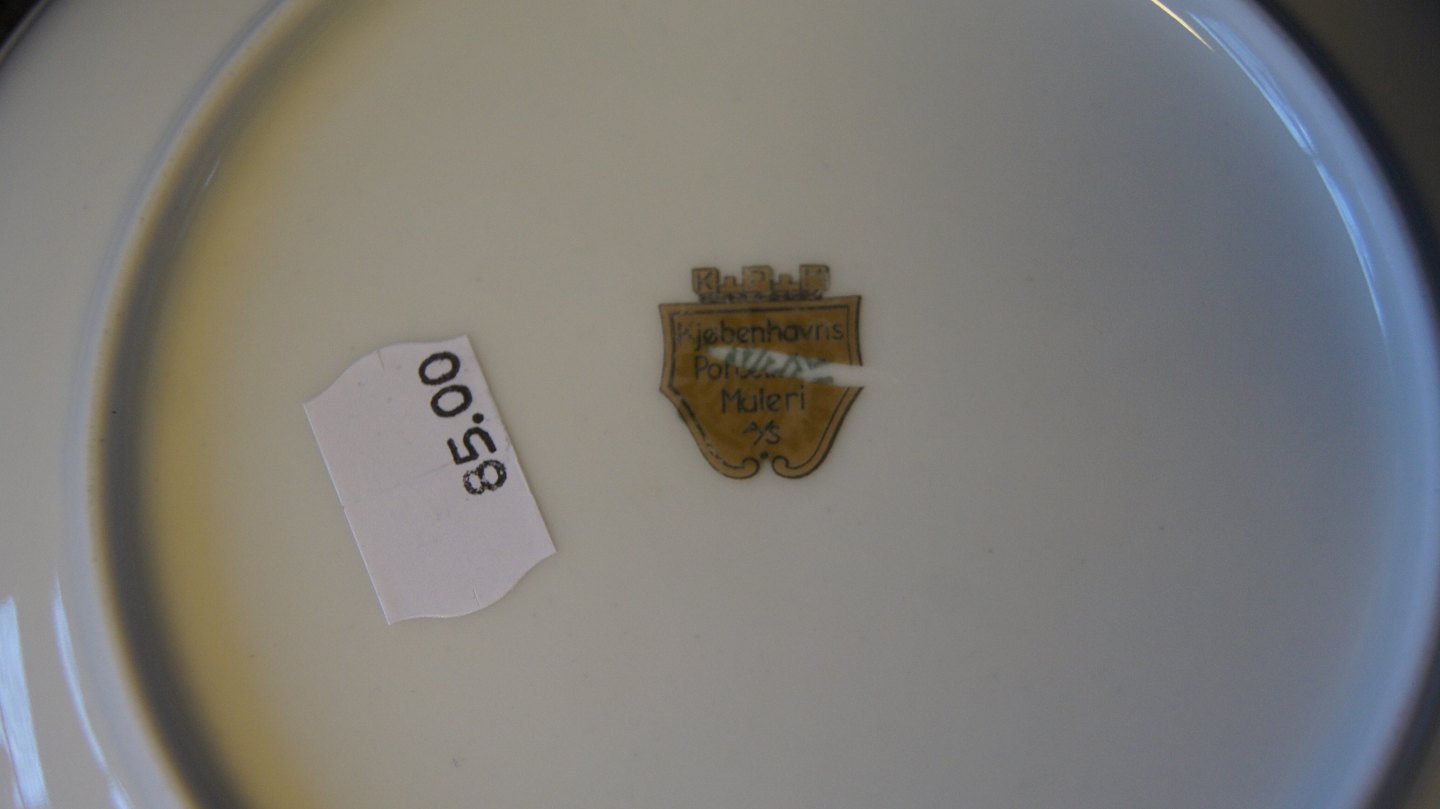 K.P.M
Kjøbenhavns
Maleri
A/S
85.00